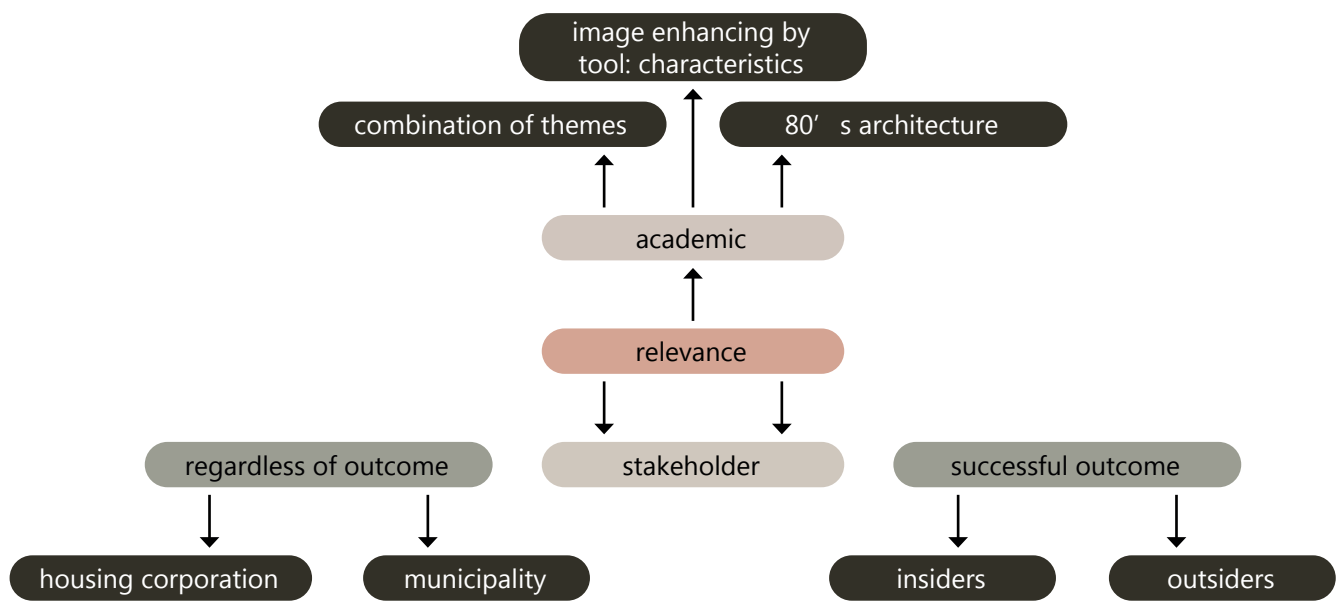 image enhancing by
tool: characteristics
combination of themes
80′ s architecture
academic
relevance
regardless of outcome
stakeholder
successful outcome
housing corporation
municipality
insiders
outsiders